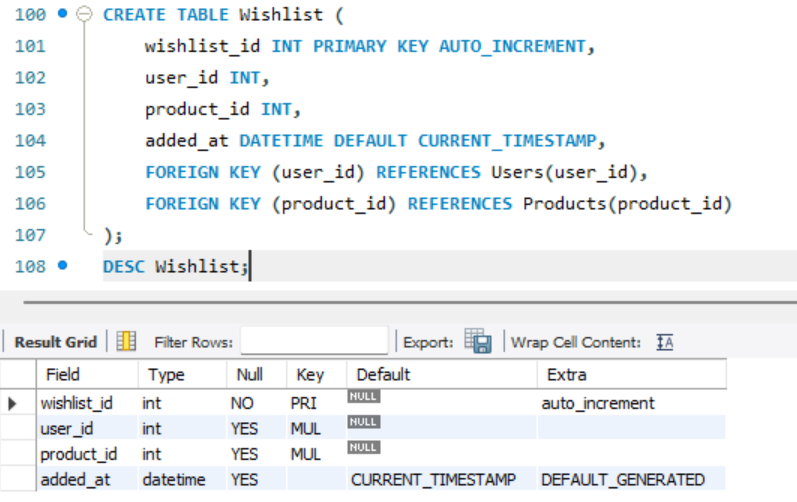 100 CREATE TABLE Wishlist (
101 wishlist_id INT PRIMARY KEY AUTO_INCREMENT,
102 user_id INT,
103 product_id INT,
104 added_at DATETIME DEFAULT CURRENT_TIMESTAMP,
105 FOREIGN KEY (user_id) REFERENCES Users(user_id),
106 FOREIGN KEY (product_id) REFERENCES Products(product_id)
107 );
108 DESC Wishlist;
Result Grid Filter Rows: Export: Wrap Cell Content: IA
Field Type Null Key Default Extra
wishlist_id int NO PRI NULL auto_increment
user_id int YES MUL NULL
product_id int YES MUL NULL
added_at datetime YES CURRENT_TIMESTAMP DEFAULT_GENERATED